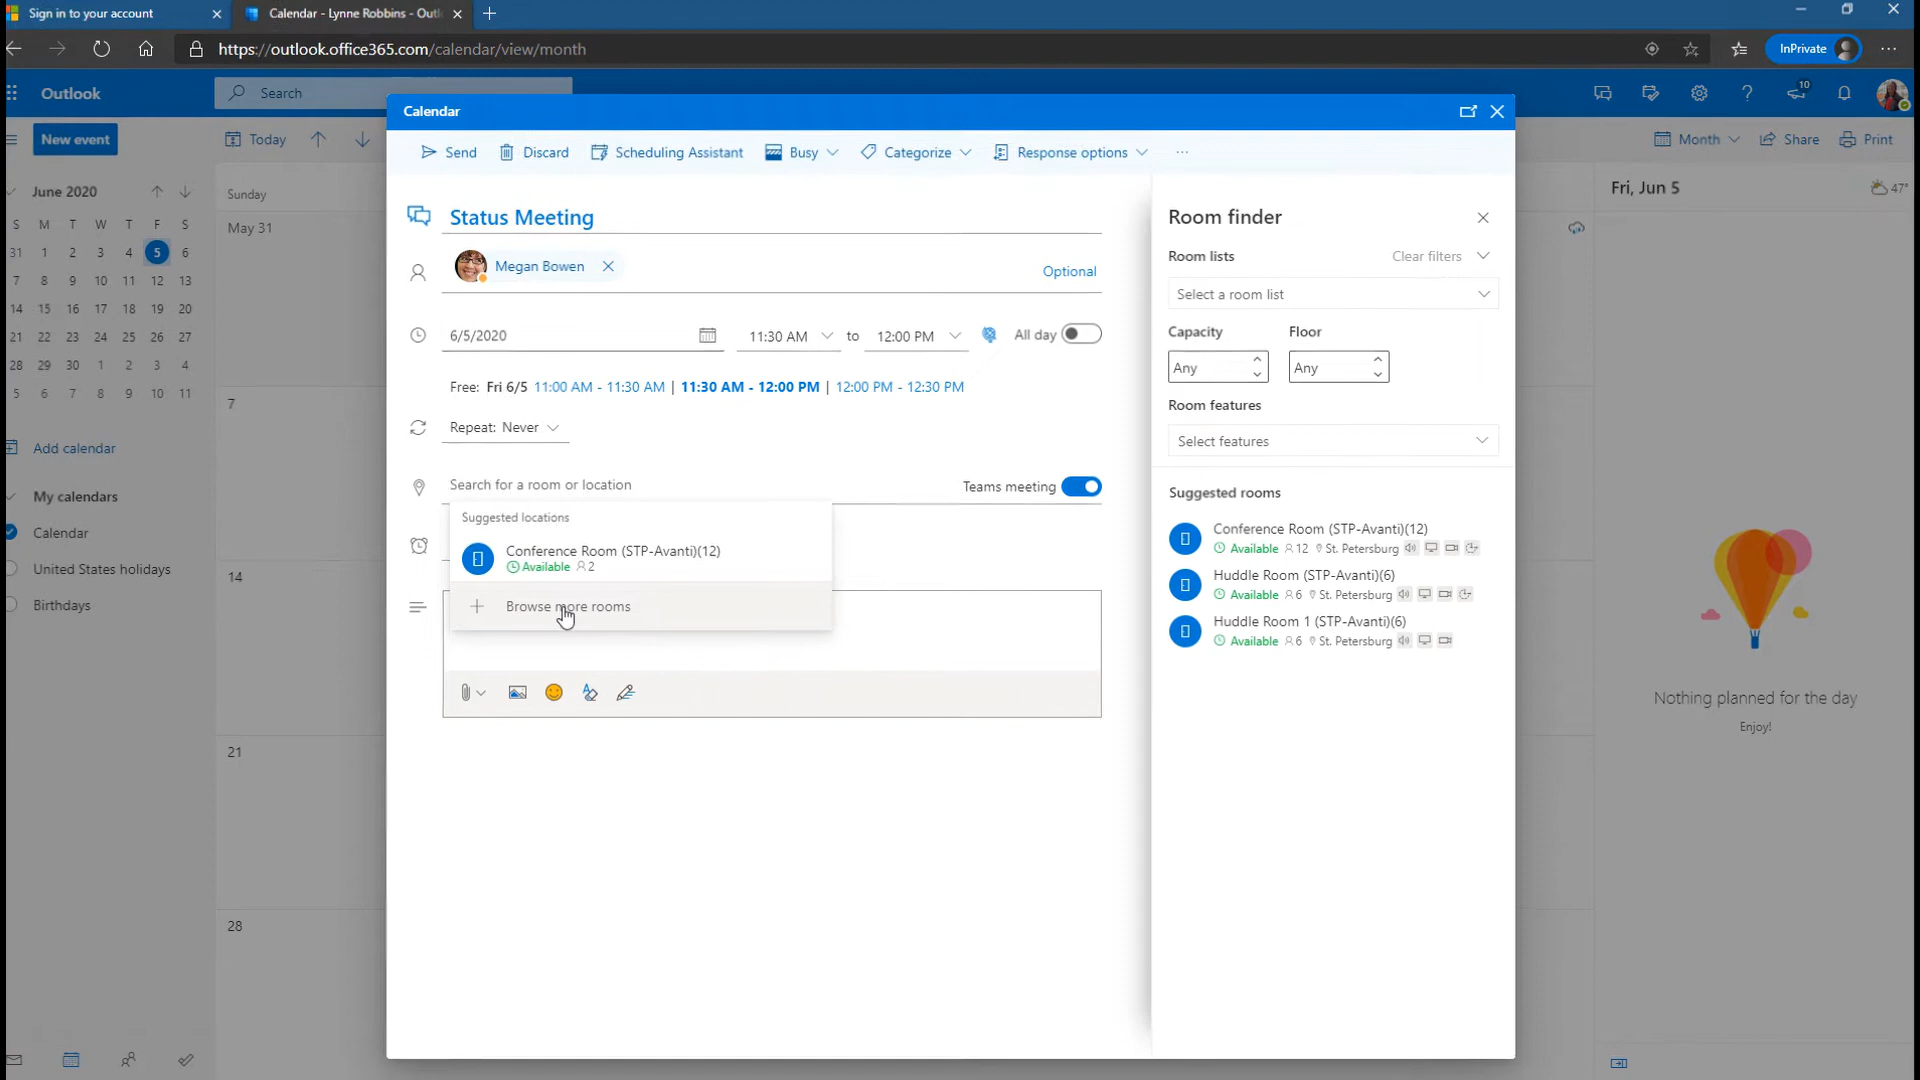 Sign in to your account
Calendar - Lynne Robbins - Outl
https://outlook.office365.com/calendar/view/month
InPrivate
Outlook
Search
10
New event
Today
Month
Share
Print
June 2020
S M T W T F S
31 1 2 3 4 5 6
7 8 9 10 11 12 13
14 15 16 17 18 19 20
21 22 23 24 25 26 27
28 29 30 1 2 3 4
5 6 7 8 9 10 11
Add calendar
My calendars
Calendar
United States holidays
Birthdays
Sunday
May 31
7
14
21
28
Calendar
Send
Discard
Scheduling Assistant
Busy
Categorize
Response options
Status Meeting
Megan Bowen
Optional
6/5/2020
11:30 AM
to
12:00 PM
All day
Free: Fri 6/5 11:00 AM - 11:30 AM | 11:30 AM - 12:00 PM | 12:00 PM - 12:30 PM
Repeat: Never
Search for a room or location
Teams meeting
Suggested locations
Conference Room (STP-Avanti)(12)
Available 2
Browse more rooms
Room finder
Room lists
Clear filters
Select a room list
Capacity
Floor
Any
Any
Room features
Select features
Suggested rooms
Conference Room (STP-Avanti)(12)
Available 12 St. Petersburg
Huddle Room (STP-Avanti)(6)
Available 6 St. Petersburg
Huddle Room 1 (STP-Avanti)(6)
Available 6 St. Petersburg
Fri, Jun 5
47°
Nothing planned for the day
Enjoy!